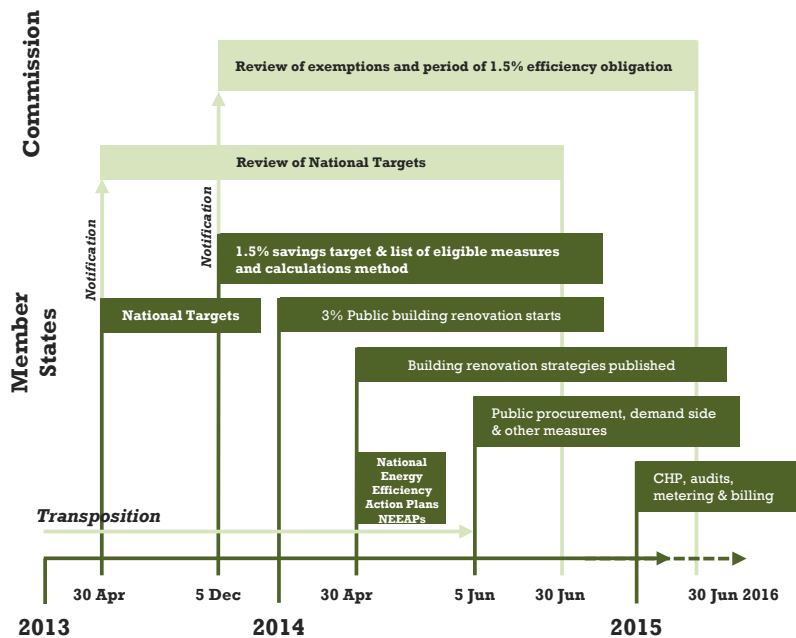 Commission
Review of exemptions and period of 1.5% efficiency obligation
Review of National Targets
Notification
Notification
Member
States
1.5% savings target & list of eligible measures
and calculations method
National Targets
3% Public building renovation starts
Building renovation strategies published
Public procurement, demand side
& other measures
National
Energy
Efficiency
Action Plans
NEEAPs
CHP, audits,
metering & billing
Transposition
30 Apr
5 Dec
30 Apr
5 Jun
30 Jun
30 Jun 2016
2013
2014
2015